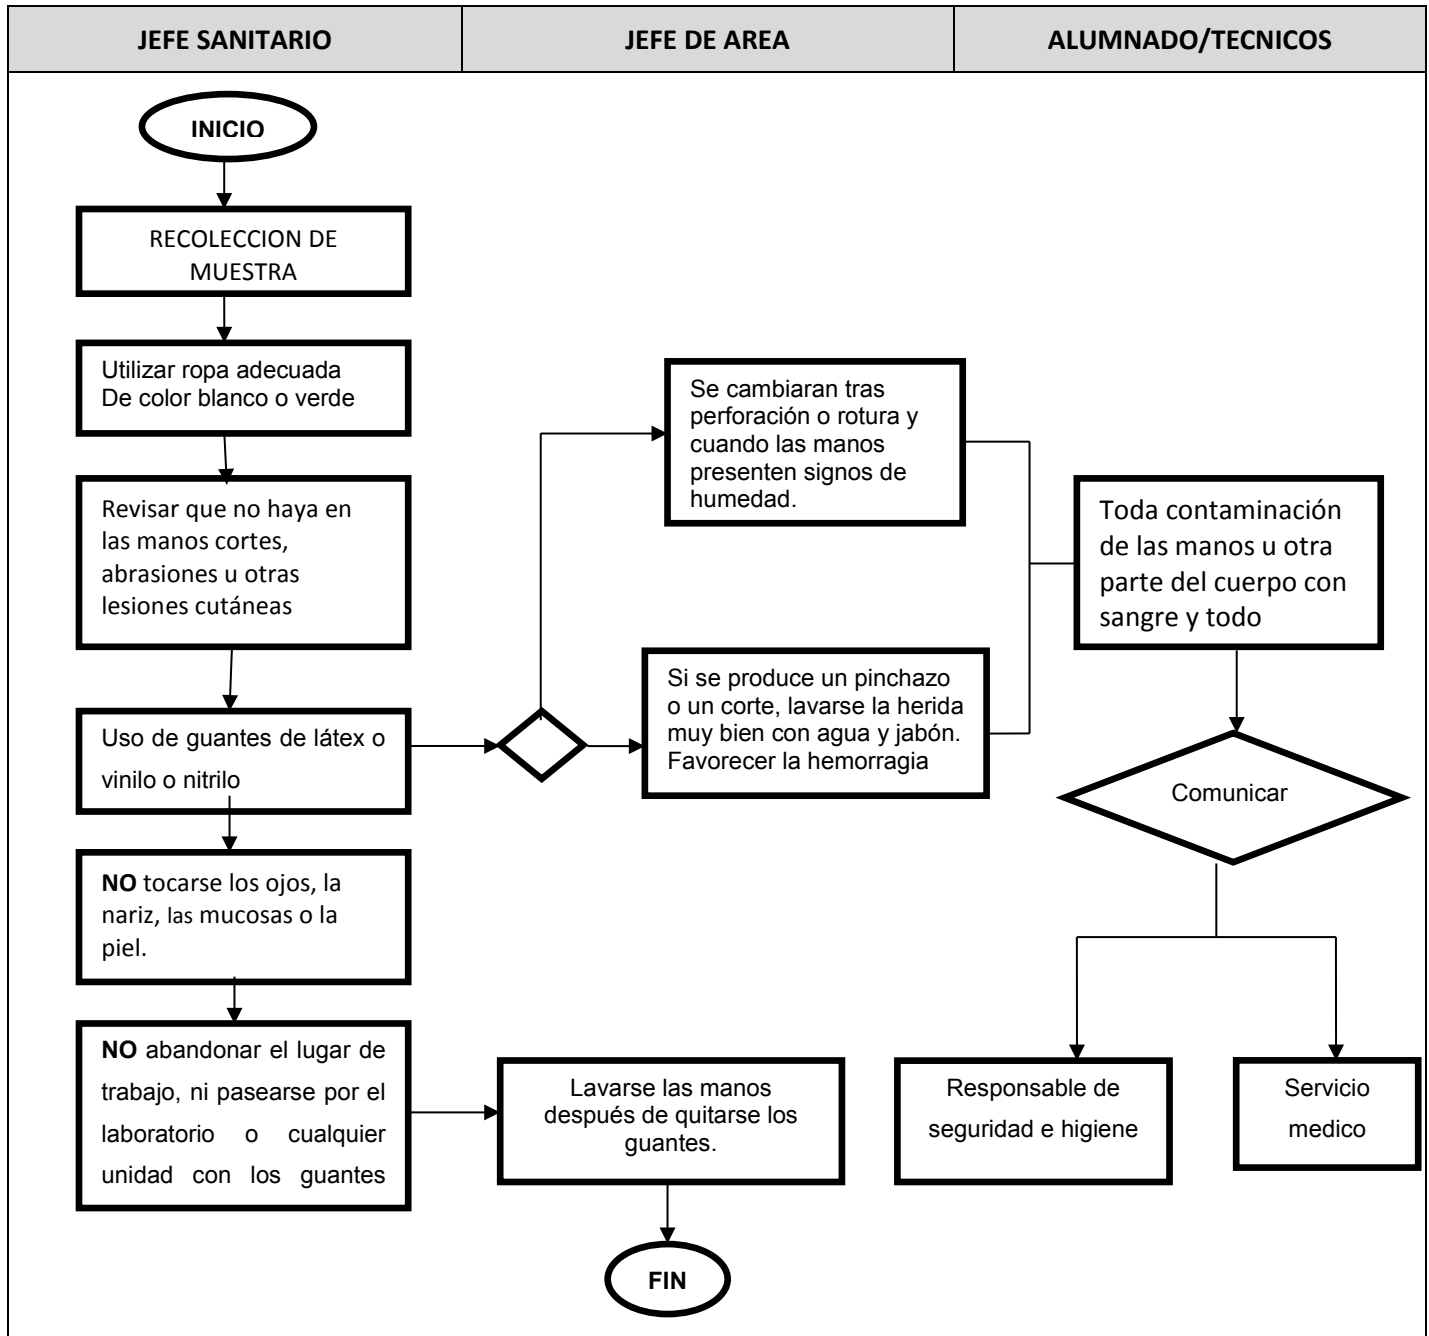 JEFE SANITARIO
JEFE DE AREA
ALUMNADO/TECNICOS
INICIO
RECOLECCION DE
MUESTRA
Utilizar ropa adecuada
De color blanco o verde
Revisar que no haya en
las manos cortes,
abrasiones u otras
lesiones cutáneas
Uso de guantes de látex o
vinilo o nitrilo
NO tocarse los ojos, la
nariz, las mucosas o la
piel.
NO abandonar el lugar de
trabajo, ni pasearse por el
laboratorio o cualquier
unidad con los guantes
Se cambiaran tras
perforación o rotura y
cuando las manos
presenten signos de
humedad.
Si se produce un pinchazo
o un corte, lavarse la herida
muy bien con agua y jabón.
Favorecer la hemorragia
Lavarse las manos
después de quitarse los
guantes.
FIN
Toda contaminación
de las manos u otra
parte del cuerpo con
sangre y todo
Comunicar
Responsable de
seguridad e higiene
Servicio
medico